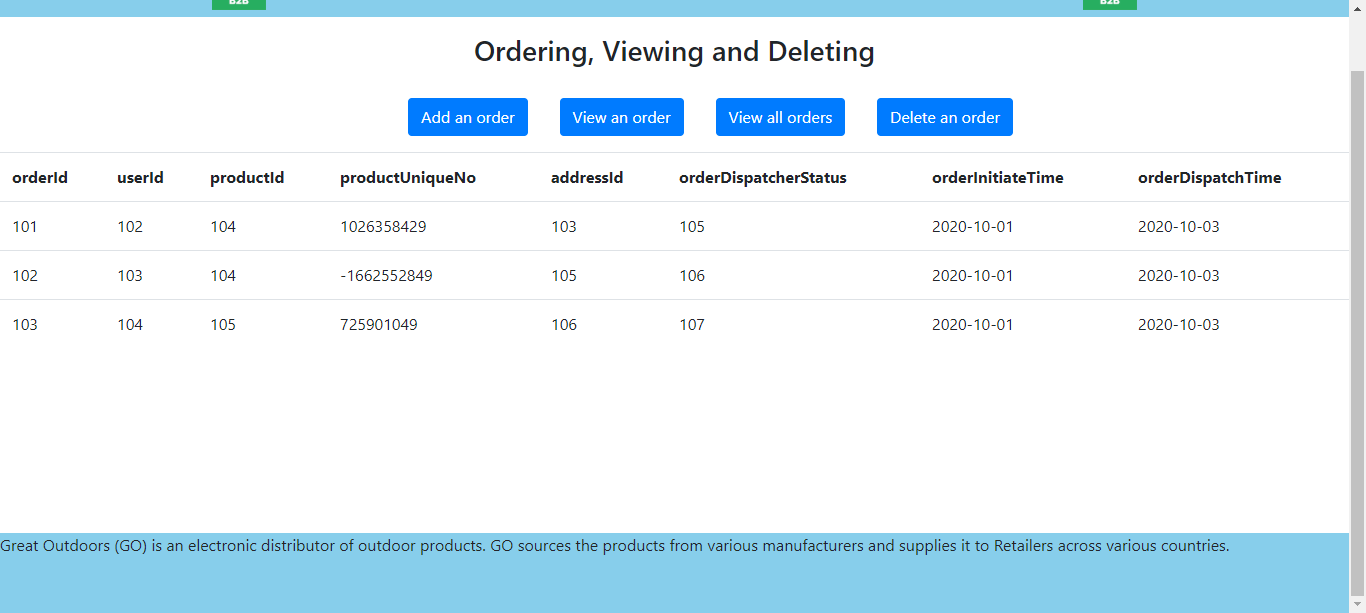 B2B B2B
Ordering, Viewing and Deleting
Add an order View an order View all orders Delete an order
orderId userId productId productUniqueNo addressId orderDispatcherStatus orderInitiateTime orderDispatchTime
101 102 104 1026358429 103 105 2020-10-01 2020-10-03
102 103 104 -1662552849 105 106 2020-10-01 2020-10-03
103 104 105 725901049 106 107 2020-10-01 2020-10-03
Great Outdoors (GO) is an electronic distributor of outdoor products. GO sources the products from various manufacturers and supplies it to Retailers across various countries.